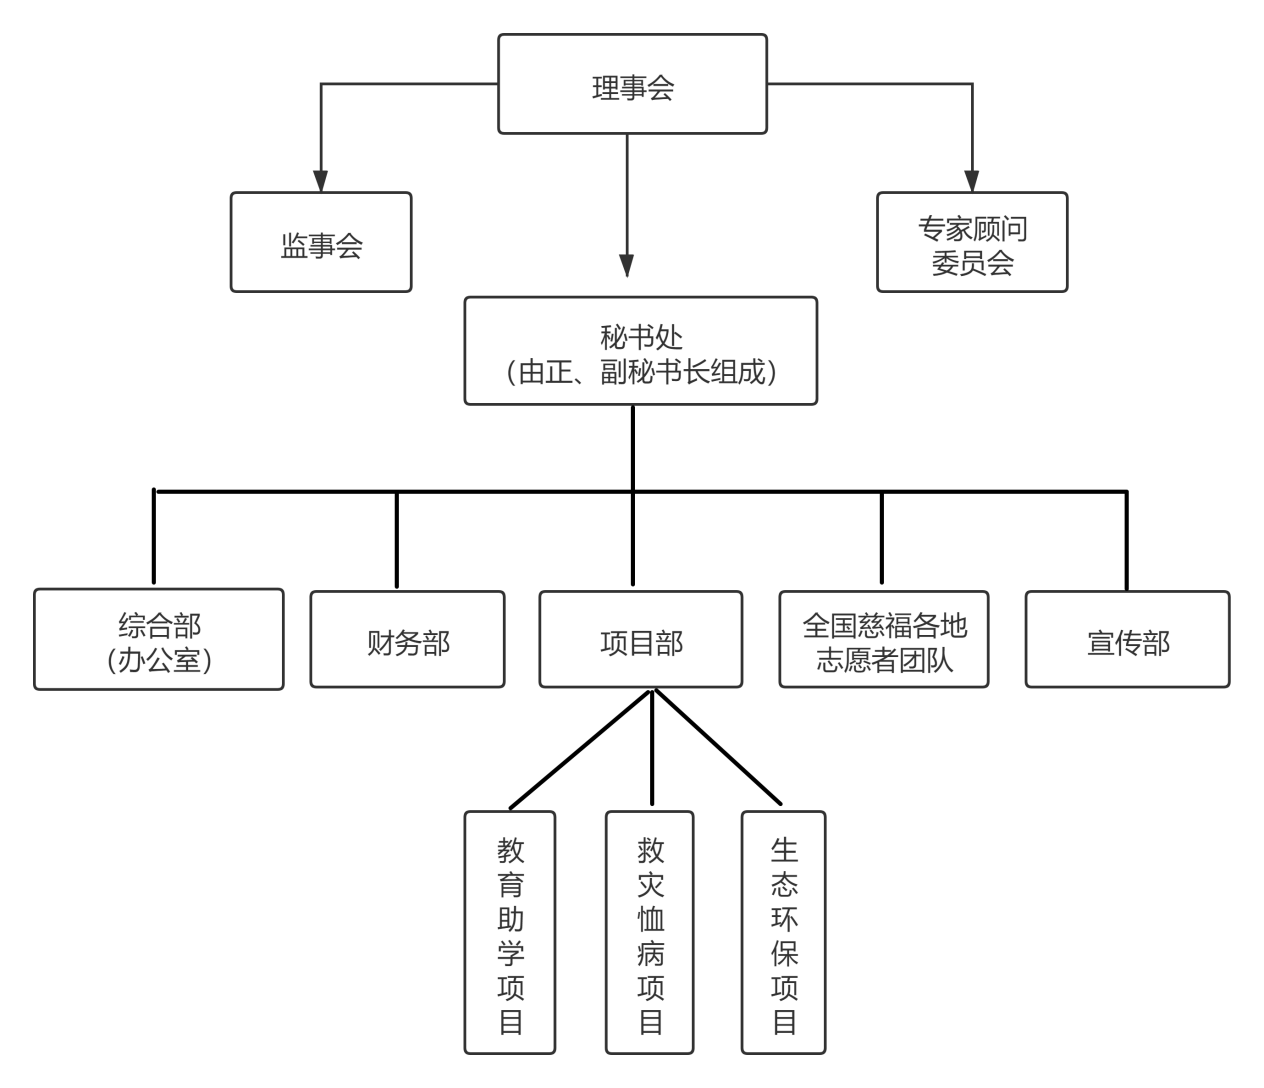 理事会
监事会
专家顾问
委员会
秘书处
（由正、副秘书长组成）
综合部
（办公室）
财务部
项目部
全国慈福各地
志愿者团队
宣传部
教育助学项目
救灾恤病项目
生态环保项目